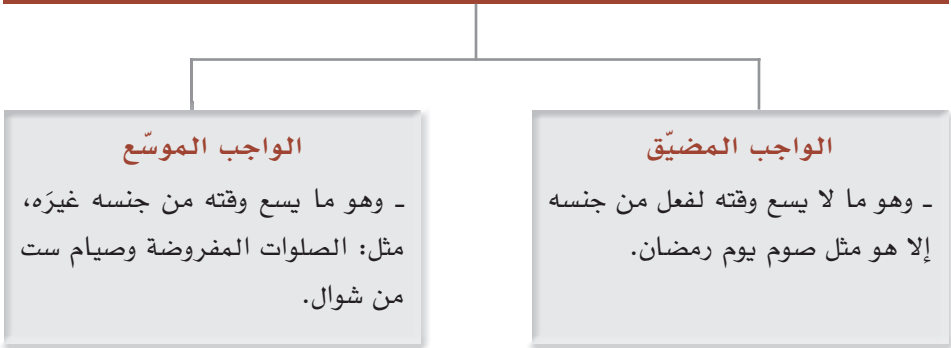 الواجب المضيّق
ـ وهو ما لا يسع وقته لفعل من جنسه
إلا هو مثل صوم يوم رمضان.
الواجب الموسّع
ـ وهو ما يسع وقته من جنسه غيرَه،
مثل: الصلوات المفروضة وصيام ست
من شوال.